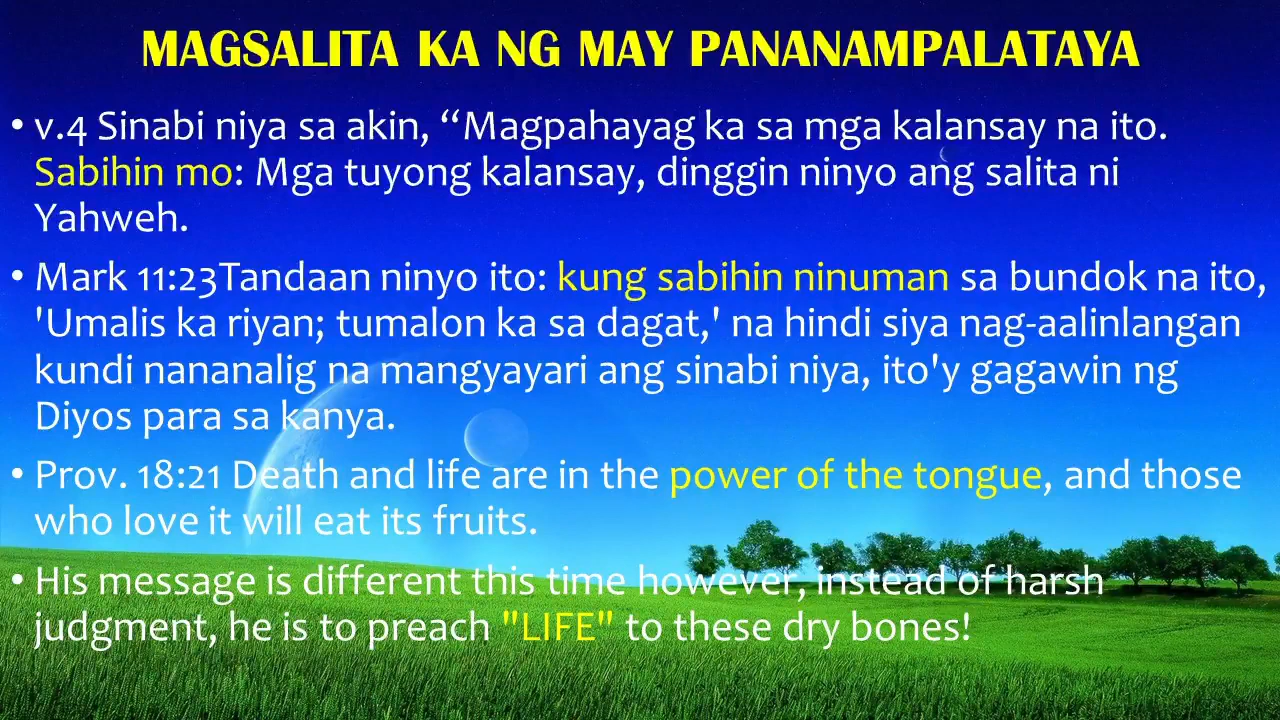 MAGSALITA KA NG MAY PANANAMPALATAYA
• v.4 Sinabi niya sa akin, “Magpahayag ka sa mga kalansay na ito.
Sabihin mo: Mga tuyong kalansay, dinggin ninyo ang salita ni
Yahweh.
• Mark 11:23Tandaan ninyo ito: kung sabihin ninuman sa bundok na ito,
'Umalis ka riyan; tumalon ka sa dagat,' na hindi siya nag-aalinlangan
kundi nananalig na mangyayari ang sinabi niya, ito'y gagawin ng
Diyos para sa kanya.
• Prov. 18:21 Death and life are in the power of the tongue, and those
who love it will eat its fruits.
• His message is different this time however, instead of harsh
judgment, he is to preach "LIFE" to these dry bones!